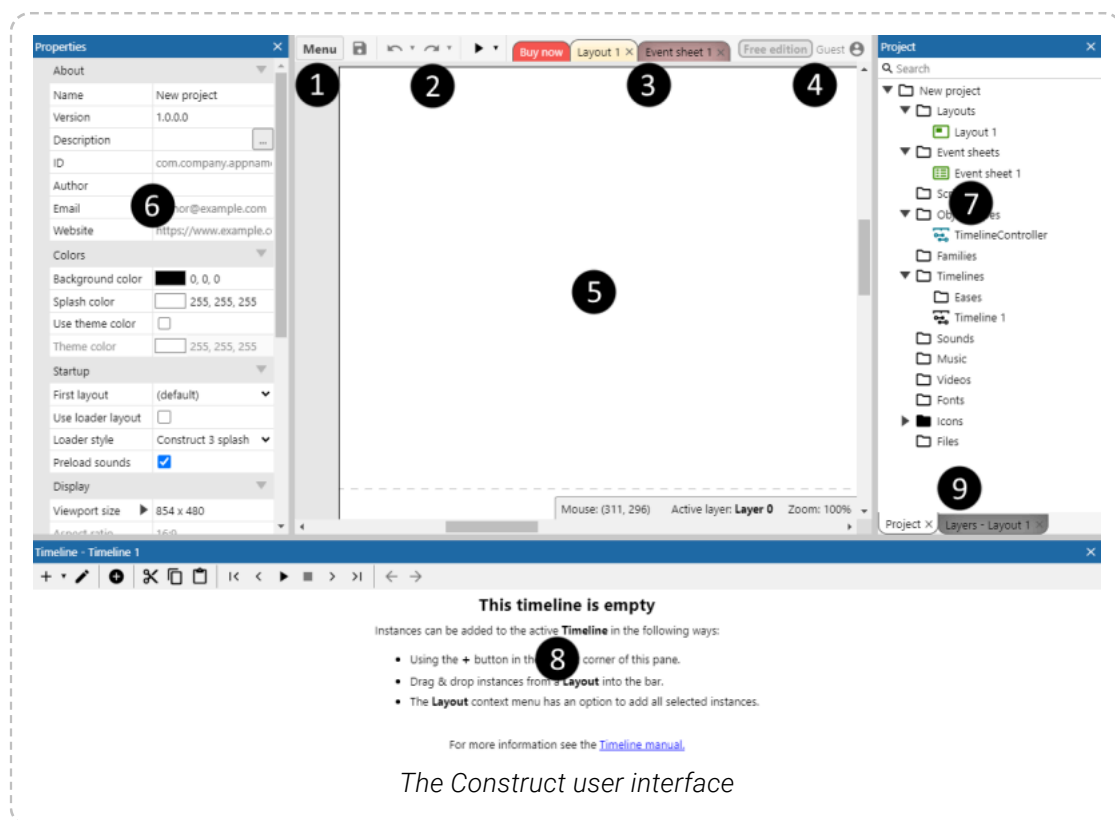 Properties
About
Name New project
Version 1.0.0.0
Description ...
ID com.company.appnam
Author
Email 6 hor@example.com
Website https://www.example.o
Colors
Background color 0, 0, 0
Splash color 255, 255, 255
Use theme color
Theme color 255, 255, 255
Startup
First layout (default)
Use loader layout
Loader style Construct 3 splash
Preload sounds
Display
Viewport size 854 x 480
Aspect ratio 16:9
Menu Buy now Layout 1 Event sheet 1 Free edition Guest
1 2 3 4
5
Mouse: (311, 296) Active layer: Layer 0 Zoom: 100%
Project
Search
New project
Layouts
Layout 1
Event sheets
Event sheet 1
7
TimelineController
Families
Timelines
Eases
Timeline 1
Sounds
Music
Videos
Fonts
Icons
Files
9
Project Layers - Layout 1
Timeline - Timeline 1
This timeline is empty
Instances can be added to the active Timeline in the following ways:
• Using the + button in the 8 corner of this pane.
• Drag & drop instances from a Layout into the bar.
• The Layout context menu has an option to add all selected instances.
For more information see the Timeline manual.
The Construct user interface